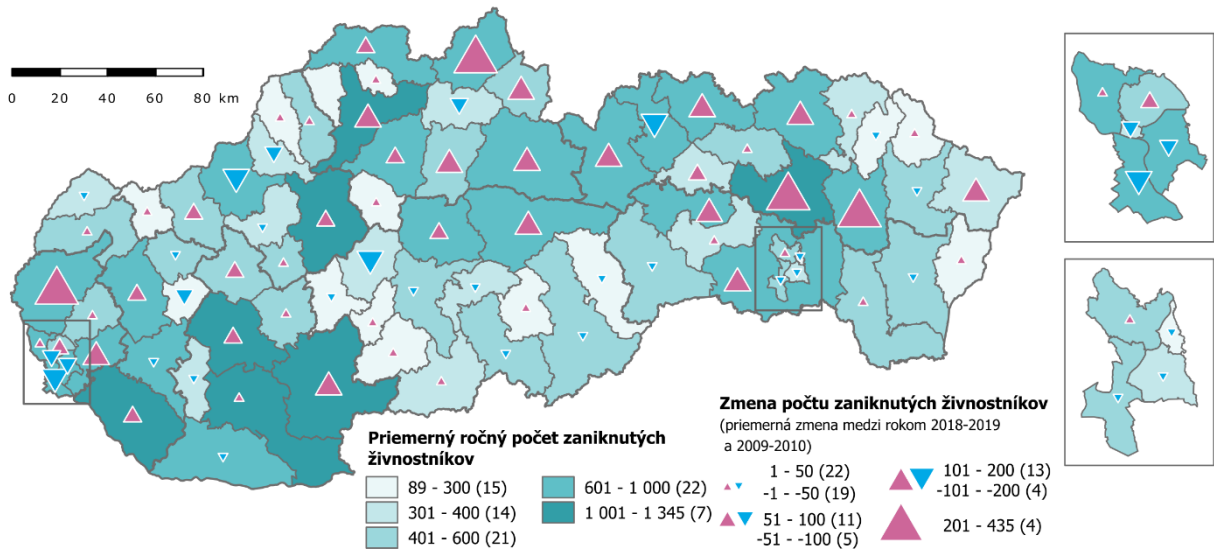 0 20 40 60 80 km
Priemerný ročný počet zaniknutých
živnostníkov
89 - 300 (15)
301 - 400 (14)
401 - 600 (21)
601 - 1 000 (22)
1 001 - 1 345 (7)
Zmena počtu zaniknutých živnostníkov
(priemerná zmena medzi rokom 2018-2019
a 2009-2010)
1 - 50 (22)
-1 - -50 (19)
51 - 100 (11)
-51 - -100 (5)
101 - 200 (13)
-101 - -200 (4)
201 - 435 (4)